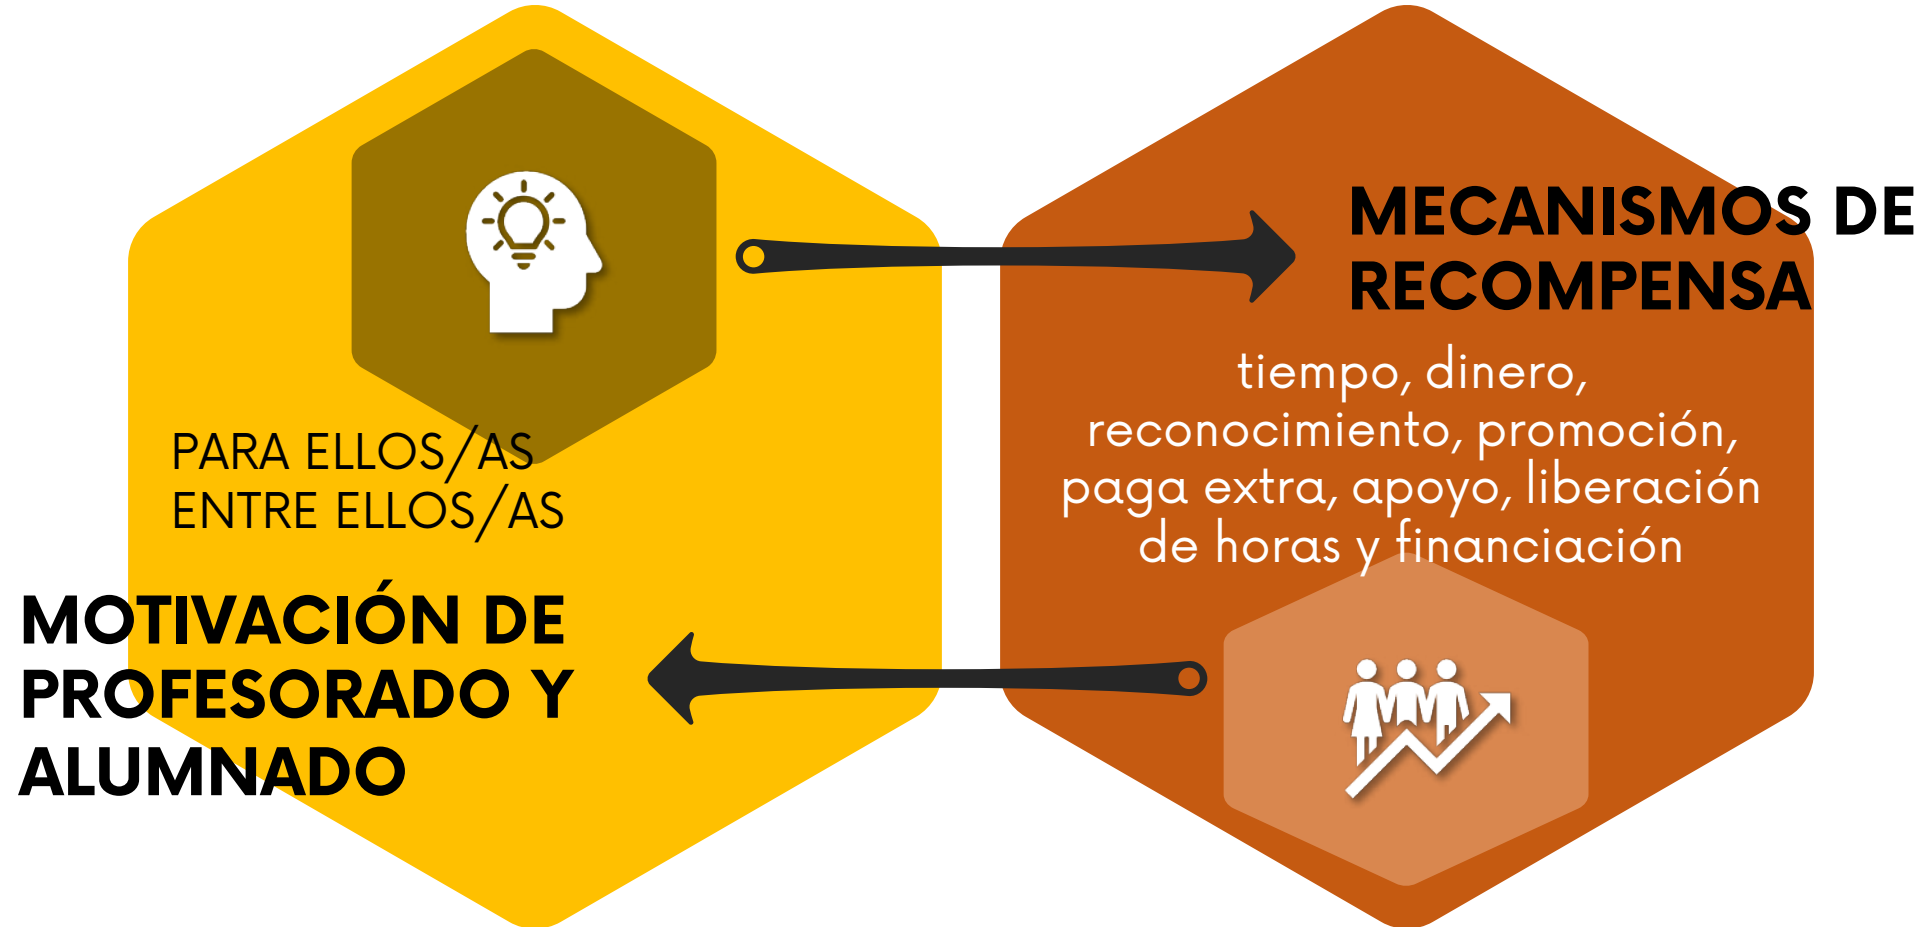 PARA ELLOS/AS
ENTRE ELLOS/AS
MOTIVACIÓN DE
PROFESORADO Y
ALUMNADO
MECANISMOS DE
RECOMPENSA
tiempo, dinero,
reconocimiento, promoción,
paga extra, apoyo, liberación
de horas y financiación